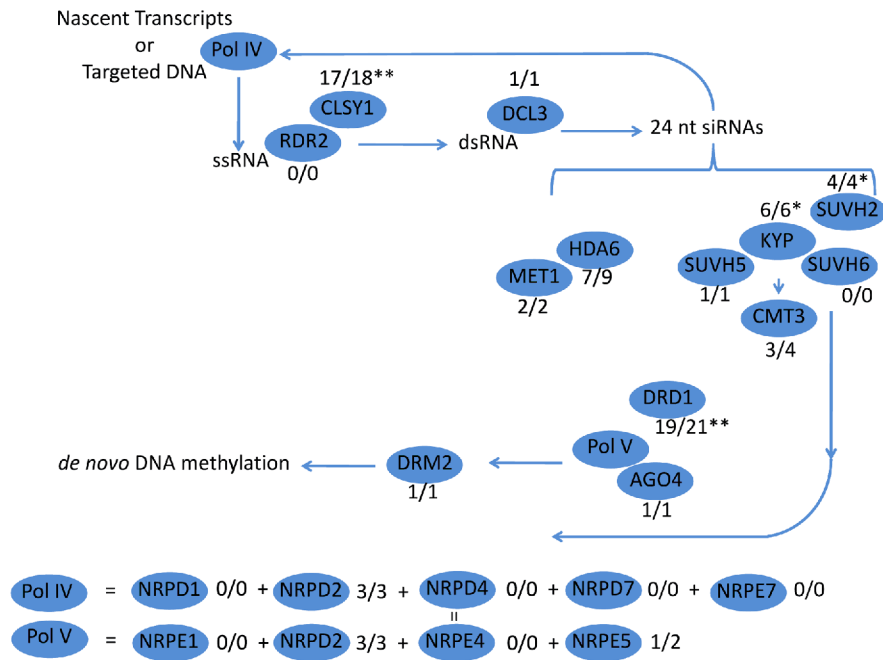 Nascent Transcripts
or
Targeted DNA
Pol IV
17/18**
CLSY1
1/1
DCL3
ssRNA
RDR2
0/0
dsRNA
24 nt siRNAs
4/4*
SUVH2
6/6*
KYP
HDA6
7/9
MET1
2/2
SUVH5
1/1
SUVH6
0/0
CMT3
3/4
DRD1
19/21**
Pol V
AGO4
1/1
DRM2
1/1
de novo DNA methylation
Pol IV = NRPD1 0/0 + NRPD2 3/3 + NRPD4 0/0 + NRPD7 0/0 + NRPE7 0/0
=
Pol V = NRPE1 0/0 + NRPD2 3/3 + NRPE4 0/0 + NRPE5 1/2